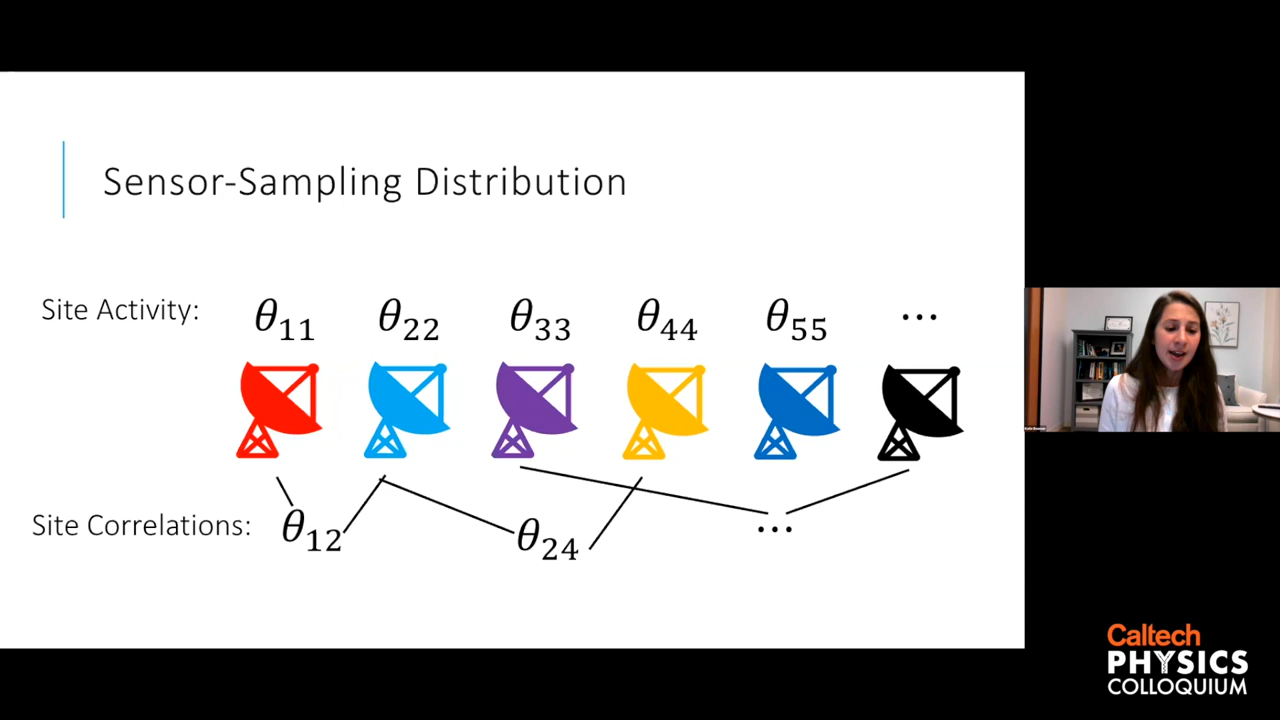 Sensor-Sampling Distribution
Site Activity: θ₁₁ θ₂₂ θ₃₃ θ₄₄ θ₅₅ ⋯
Site Correlations: θ₁₂ θ₂₄ ⋯
Caltech
PHYSICS
COLLOQUIUM